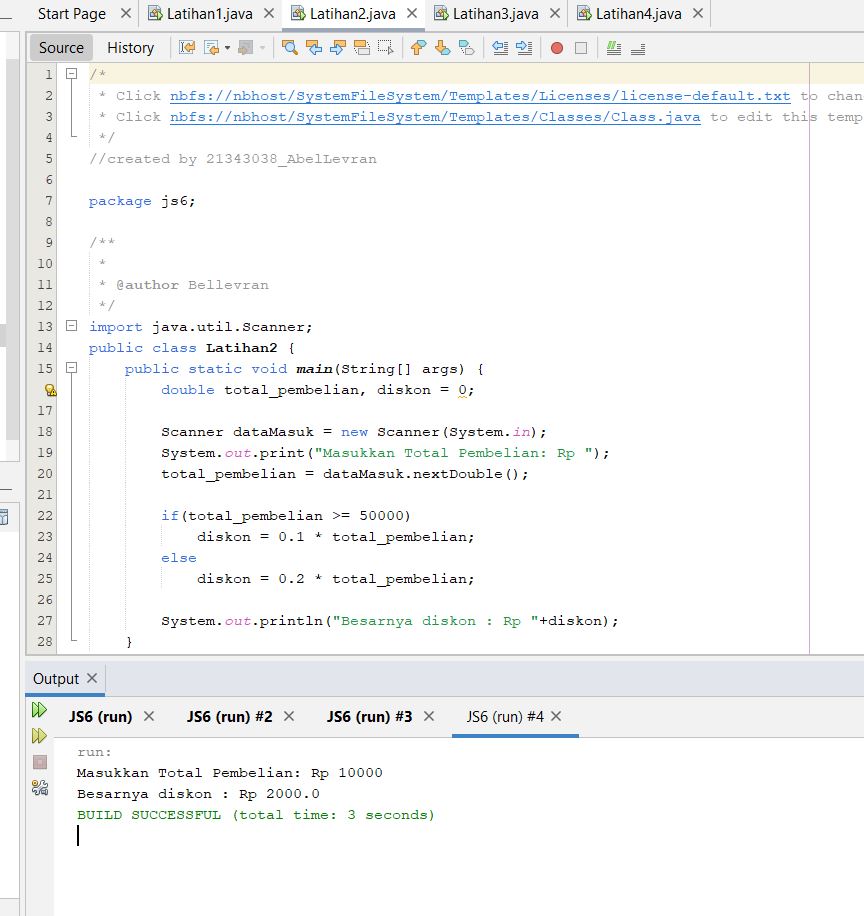 Start Page Latihan1.java Latihan2.java Latihan3.java Latihan4.java
Source History
1 /*
2 * Click nbfs://nbhost/SystemFileSystem/Templates/Licenses/license-default.txt to chan
3 * Click nbfs://nbhost/SystemFileSystem/Templates/Classes/Class.java to edit this temp
4 */
5 //created by 21343038_AbelLevran
6
7 package js6;
8
9 /**
10 *
11 * @author Bellevran
12 */
13 import java.util.Scanner;
14 public class Latihan2 {
15 public static void main(String[] args) {
double total_pembelian, diskon = 0;
17
18 Scanner dataMasuk = new Scanner(System.in);
19 System.out.print("Masukkan Total Pembelian: Rp ");
20 total_pembelian = dataMasuk.nextDouble();
21
22 if(total_pembelian >= 50000)
23 diskon = 0.1 * total_pembelian;
24 else
25 diskon = 0.2 * total_pembelian;
26
27 System.out.println("Besarnya diskon : Rp "+diskon);
28 }
Output
JS6 (run) JS6 (run) #2 JS6 (run) #3 JS6 (run) #4
run:
Masukkan Total Pembelian: Rp 10000
Besarnya diskon : Rp 2000.0
BUILD SUCCESSFUL (total time: 3 seconds)